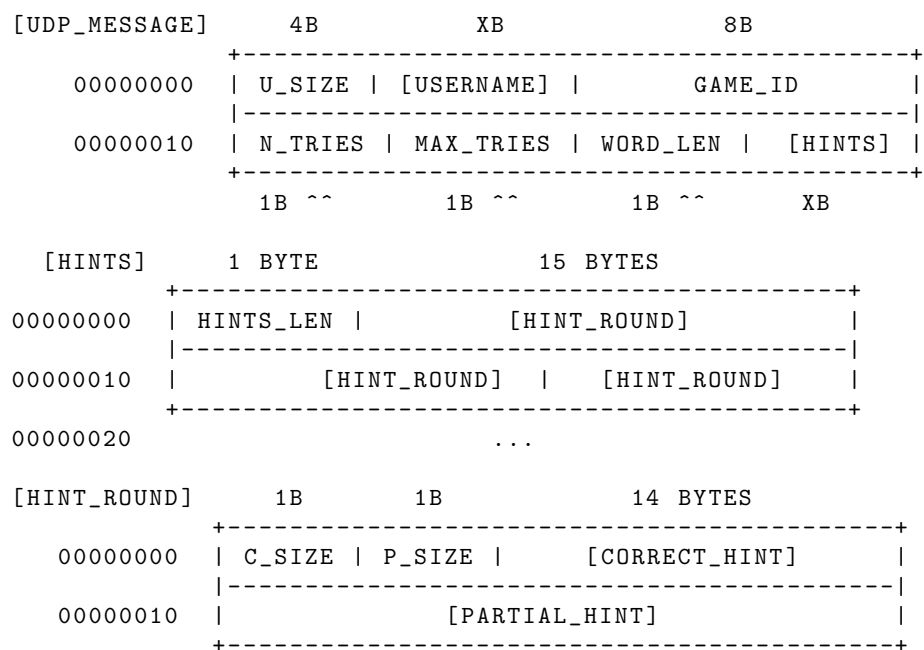 [UDP_MESSAGE]     4B          XB                8B
              +-------------------------------------------+
    00000000  | U_SIZE | [USERNAME] |       GAME_ID       |
              |-------------------------------------------|
    00000010  | N_TRIES | MAX_TRIES | WORD_LEN |  [HINTS] |
              +-------------------------------------------+
                1B ^^       1B ^^       1B ^^      XB
  [HINTS]     1 BYTE              15 BYTES
          +-------------------------------------------+
00000000  | HINTS_LEN |         [HINT_ROUND]          |
          |-------------------------------------------|
00000010  |         [HINT_ROUND]  |   [HINT_ROUND]    |
          +-------------------------------------------+
00000020                       ...
[HINT_ROUND]     1B       1B            14 BYTES
             +-------------------------------------------+
   00000000  | C_SIZE | P_SIZE |     [CORRECT_HINT]      |
             |-------------------------------------------|
   00000010  |              [PARTIAL_HINT]               |
             +-------------------------------------------+